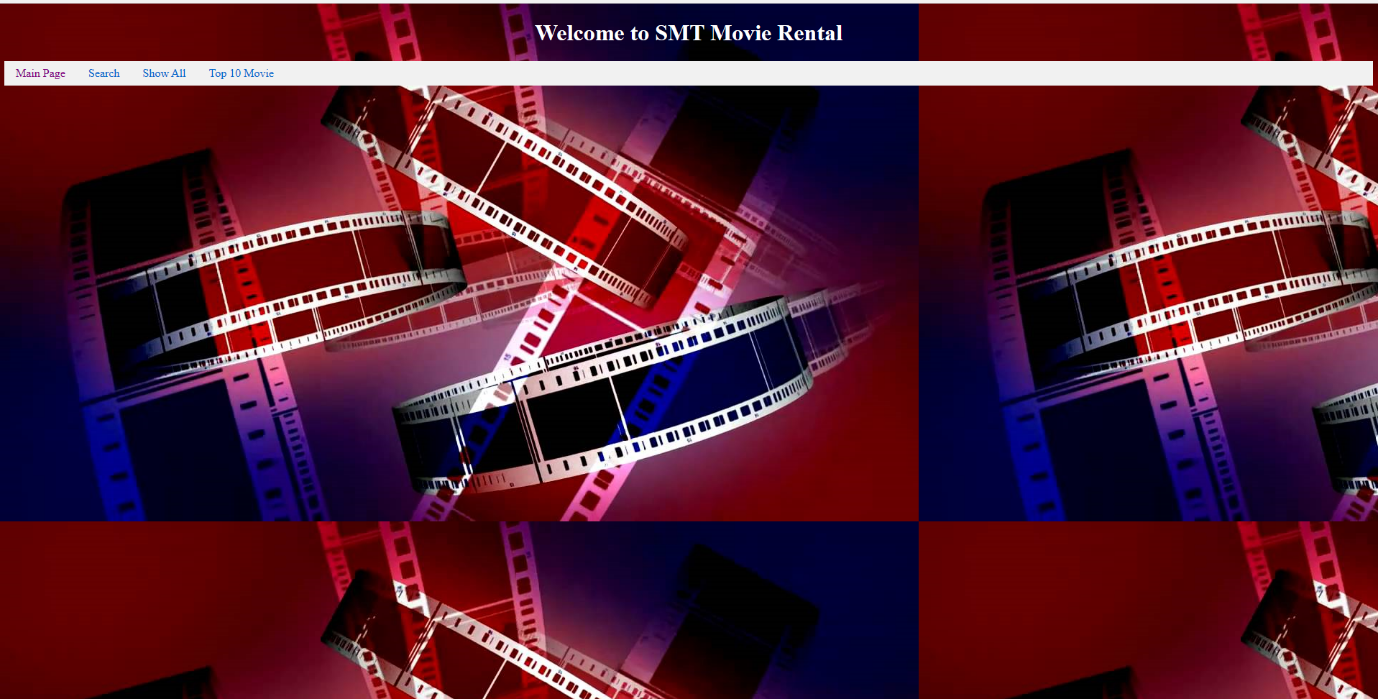 Welcome to SMT Movie Rental
Main Page Search Show All Top 10 Movie